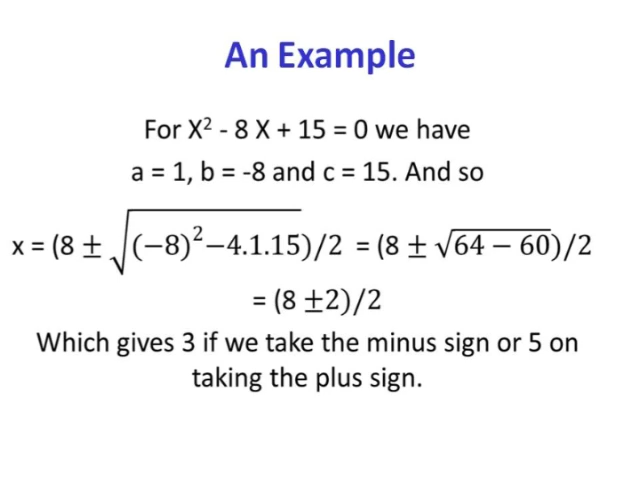 An Example
For X² - 8 X + 15 = 0 we have
a = 1, b = -8 and c = 15. And so
x = (8 ± √(−8)²−4.1.15)/2 = (8 ± √64 − 60)/2
= (8 ±2)/2
Which gives 3 if we take the minus sign or 5 on
taking the plus sign.